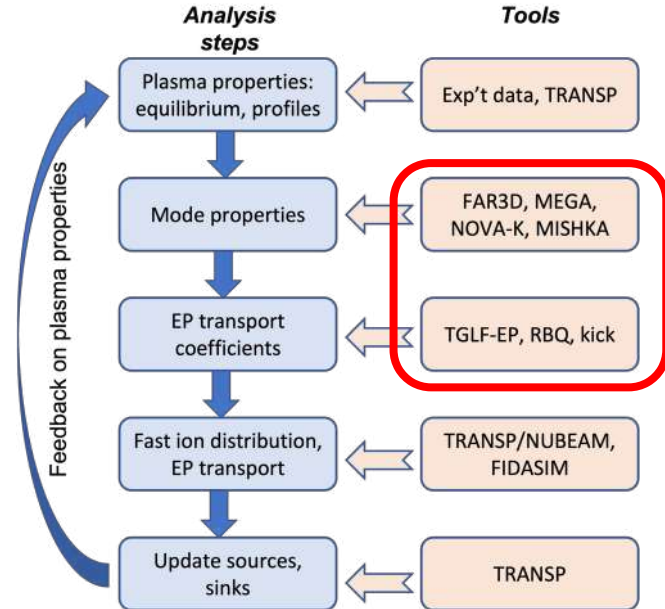 Analysis
steps
Tools
Plasma properties:
equilibrium, profiles
Exp't data, TRANSP
Mode properties
FAR3D, MEGA,
NOVA-K, MISHKA
EP transport
coefficients
TGLF-EP, RBQ, kick
Fast ion distribution,
EP transport
TRANSP/NUBEAM,
FIDASIM
Update sources,
sinks
TRANSP
Feedback on plasma properties